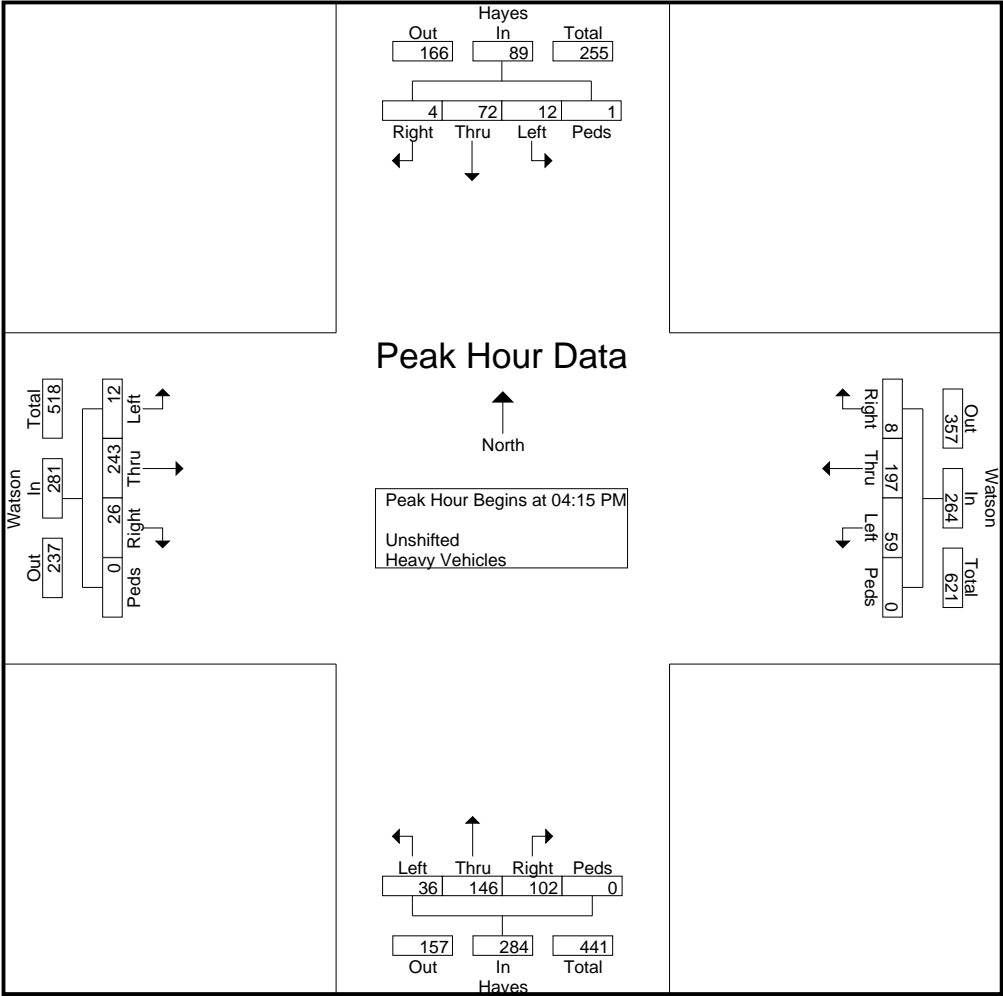 Hayes
Out In Total
166 89 255
4 72 12 1
Right Thru Left Peds
Peak Hour Data
North
Peak Hour Begins at 04:15 PM
Unshifted
Heavy Vehicles
Watson
Total In Out
518 281 237
12 243 26 0
Left Thru Right Peds
Watson
Out In Total
357 264 621
8 197 59 0
Right Thru Left Peds
Left Thru Right Peds
36 146 102 0
157 284 441
Out In Total
Hayes